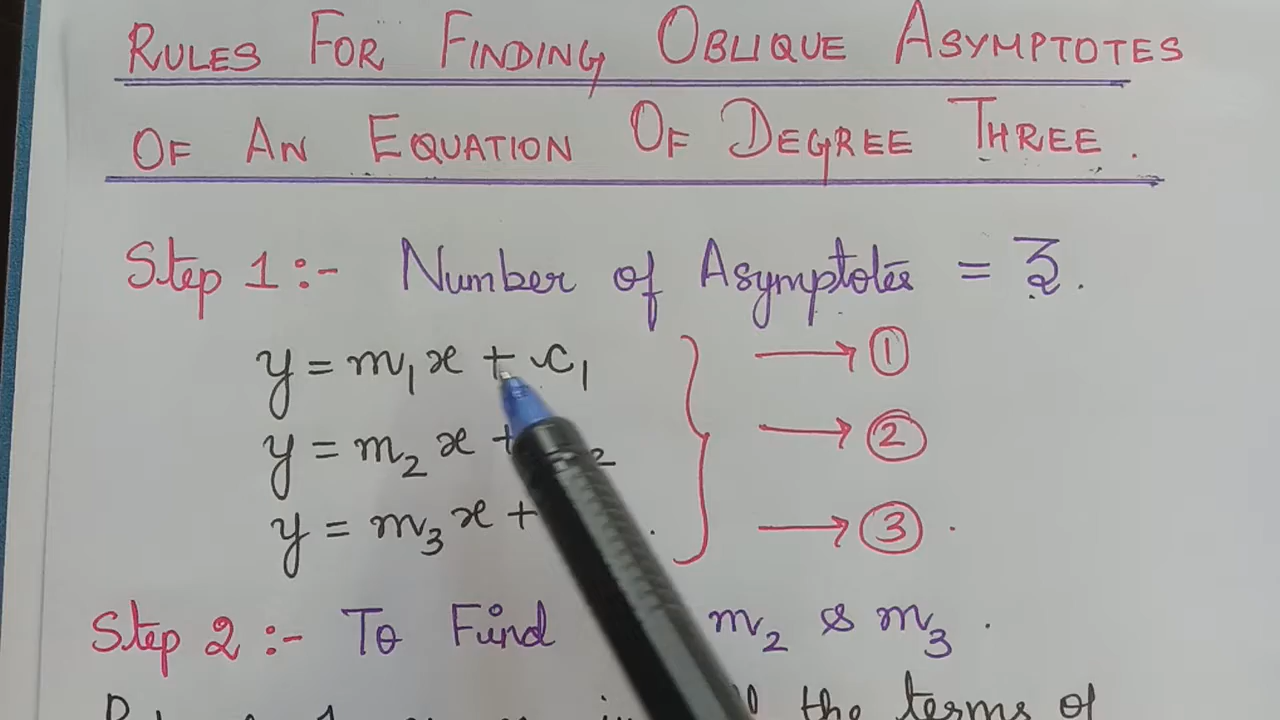 RULES FOR FINDING OBLIQUE ASYMPTOTES
OF AN EQUATION OF DEGREE THREE.
Step 1:- Number of Asymptotes = 3.
y = m₁x + c₁ → ①
y = m₂x + ₂ → ②
y = m₃x + . → ③.
Step 2:- To Find m₂ & m₃.
the terms of